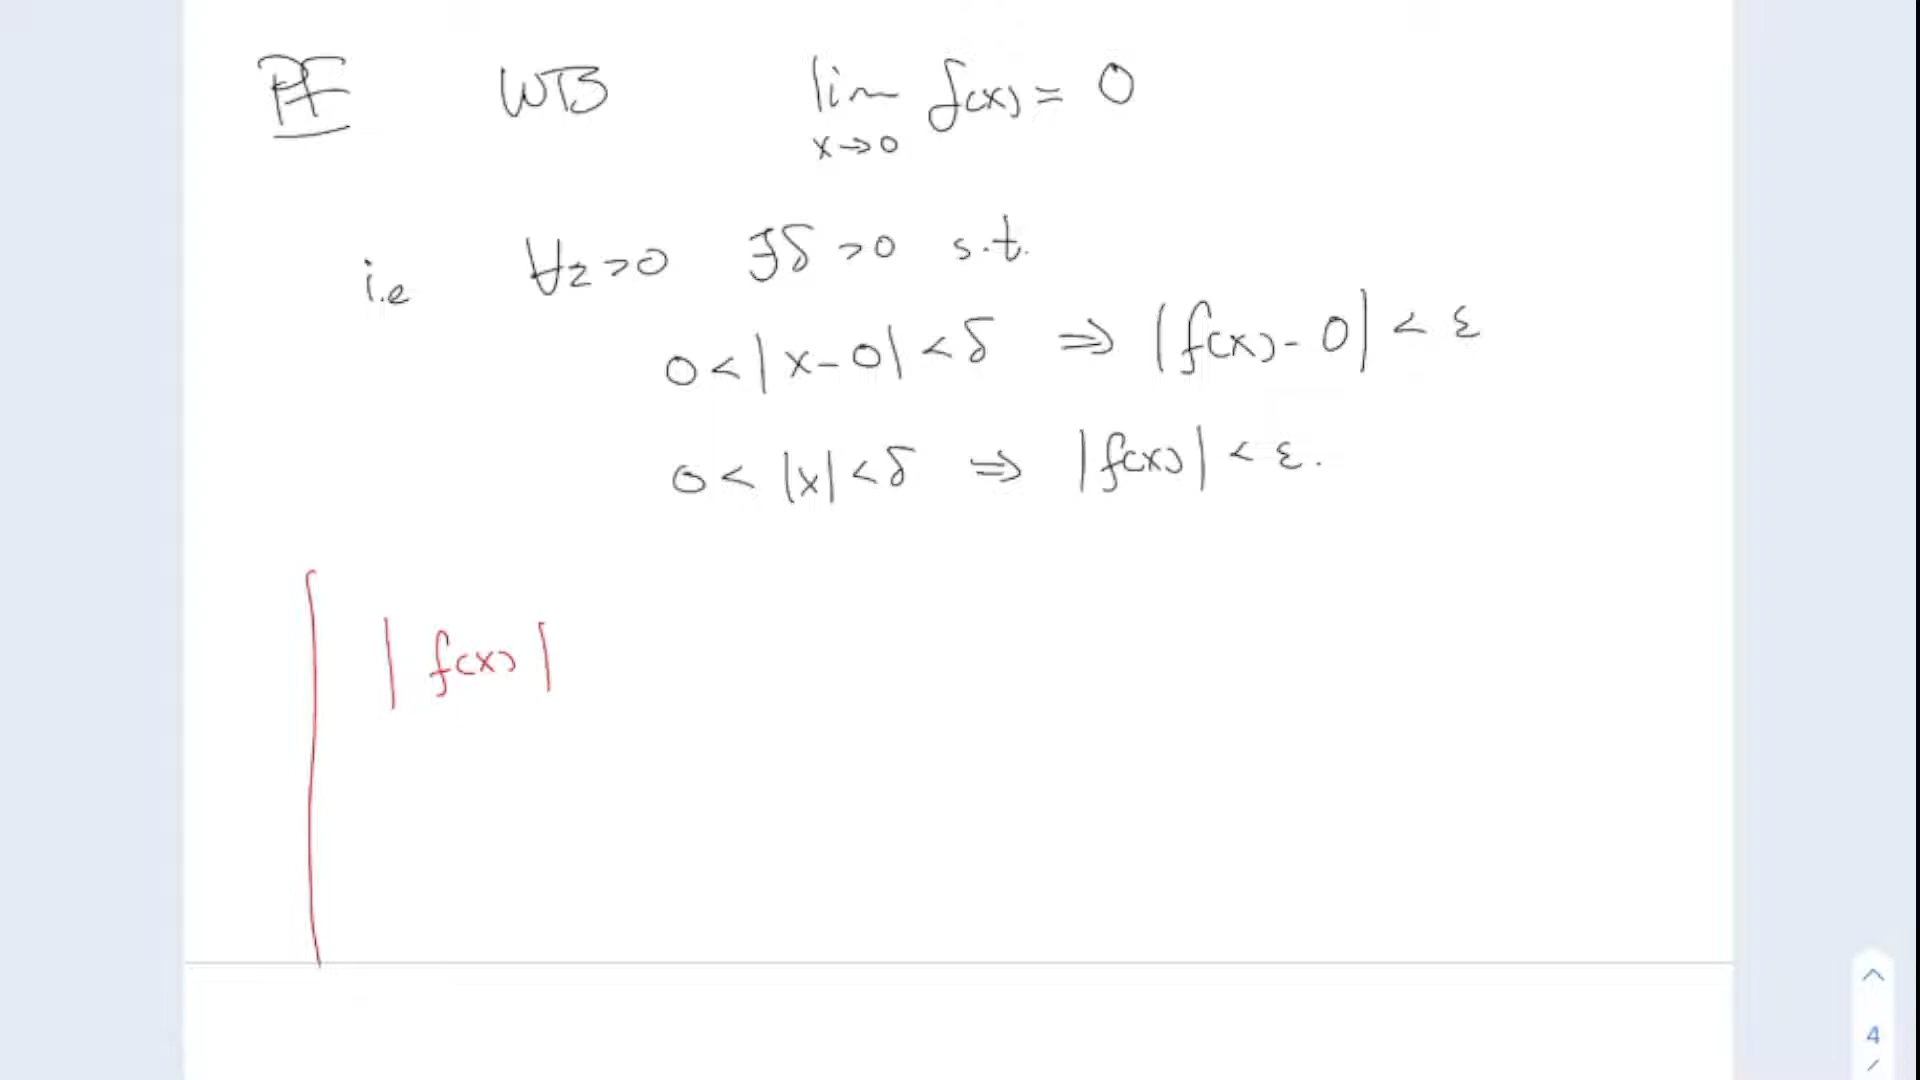 PF WTS lim f(x) = 0
x→0
i.e ∀ε>0 ∃δ>0 s.t.
0<|x-0|<δ ⇒ |f(x)-0| < ε
0< |x|<δ ⇒ |f(x)| < ε.
| f(x) |
4